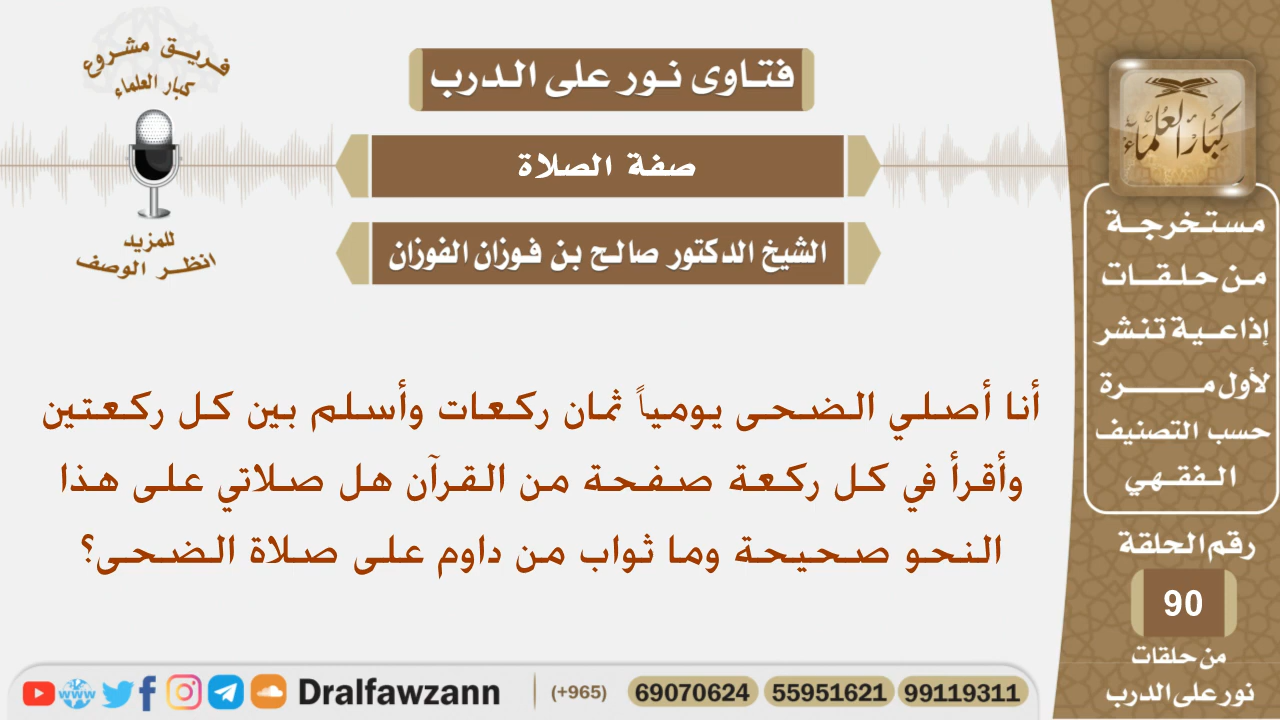 فريق مشروع
كبار العلماء
للمزيد
انظر الوصف
فتاوى نور على الدرب
صفة الصلاة
الشيخ الدكتور صالح بن فوزان الفوزان
أنا أصلي الضحى يومياً ثمان ركعات وأسلم بين كل ركعتين
وأقرأ في كل ركعة صفحة من القرآن هل صلاتي على هذا
النحو صحيحة وما ثواب من داوم على صلاة الضحى؟
كبار العلماء
مستخرجة
من حلقات
إذاعية تنشر
لأول مرة
حسب التصنيف
الفقهي
رقم الحلقة
90
من حلقات
نور على الدرب
www
Dralfawzann
(+965)
69070624
55951621
99119311